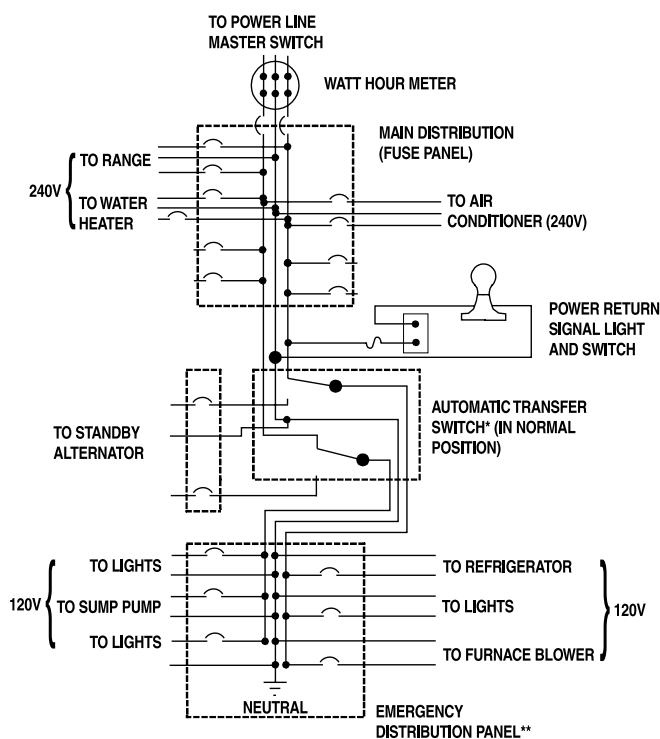 TO POWER LINE
MASTER SWITCH
WATT HOUR METER
MAIN DISTRIBUTION
(FUSE PANEL)
TO RANGE
240V
TO WATER
HEATER
TO AIR
CONDITIONER (240V)
POWER RETURN
SIGNAL LIGHT
AND SWITCH
AUTOMATIC TRANSFER
SWITCH* (IN NORMAL
POSITION)
TO STANDBY
ALTERNATOR
TO LIGHTS
TO REFRIGERATOR
120V
TO SUMP PUMP
TO LIGHTS
120V
TO LIGHTS
TO FURNACE BLOWER
NEUTRAL
EMERGENCY
DISTRIBUTION PANEL**